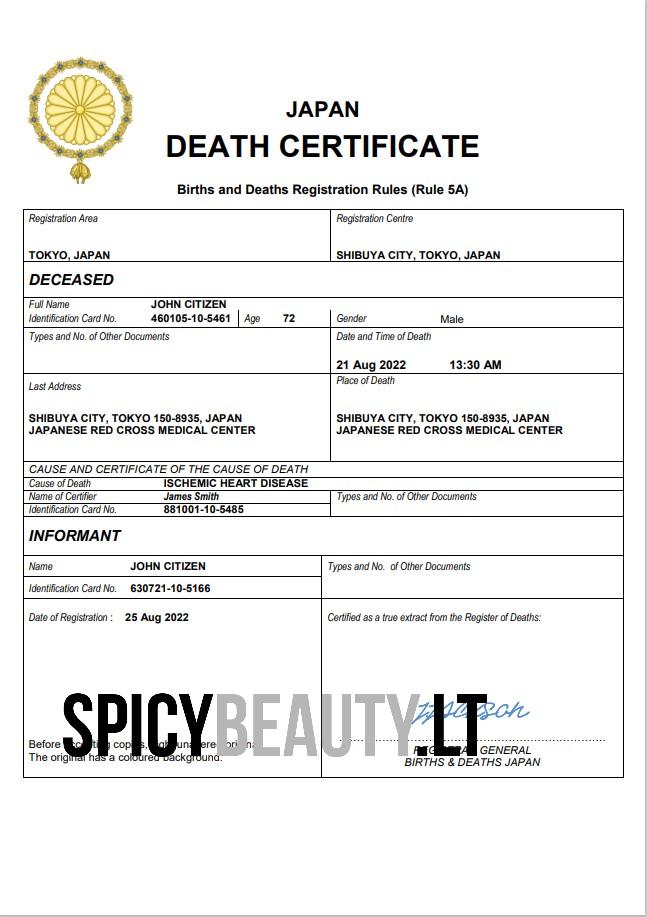 JAPAN
DEATH CERTIFICATE
Births and Deaths Registration Rules (Rule 5A)
Registration Area
Registration Centre
TOKYO, JAPAN
SHIBUYA CITY, TOKYO, JAPAN
DECEASED
Full Name JOHN CITIZEN
Identification Card No. 460105-10-5461 Age 72 Gender Male
Types and No. of Other Documents
Date and Time of Death
21 Aug 2022 13:30 AM
Last Address
Place of Death
SHIBUYA CITY, TOKYO 150-8935, JAPAN
JAPANESE RED CROSS MEDICAL CENTER
SHIBUYA CITY, TOKYO 150-8935, JAPAN
JAPANESE RED CROSS MEDICAL CENTER
CAUSE AND CERTIFICATE OF THE CAUSE OF DEATH
Cause of Death ISCHEMIC HEART DISEASE
Name of Certifier James Smith
Types and No. of Other Documents
Identification Card No. 881001-10-5485
INFORMANT
Name JOHN CITIZEN
Types and No. of Other Documents
Identification Card No. 630721-10-5166
Date of Registration : 25 Aug 2022
Certified as a true extract from the Register of Deaths:
SPICYBEAUTY.LT
Before copies,
The original has a coloured background.
GENERAL
BIRTHS & DEATHS JAPAN